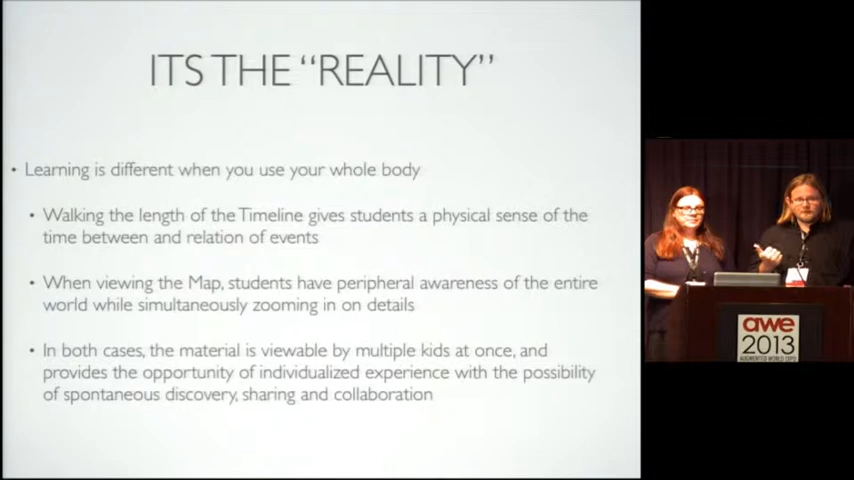 ITS THE “REALITY”
• Learning is different when you use your whole body
• Walking the length of the Timeline gives students a physical sense of the
time between and relation of events
• When viewing the Map, students have peripheral awareness of the entire
world while simultaneously zooming in on details
• In both cases, the material is viewable by multiple kids at once, and
provides the opportunity of individualized experience with the possibility
of spontaneous discovery, sharing and collaboration
awe
2013
AUGMENTED WORLD EXPO